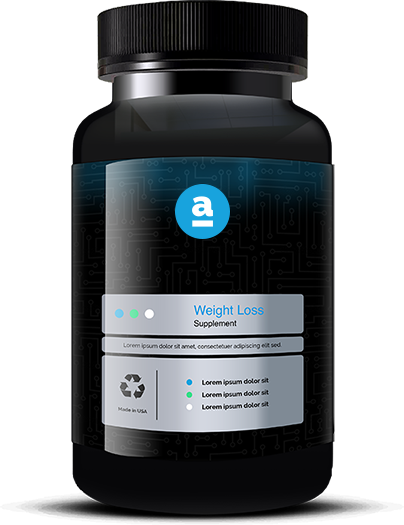 a
Weight Loss
Supplement
Lorem ipsum dolor sit amet, consectetuer adipiscing elit sed.
Lorem ipsum dolor sit
Lorem ipsum dolor sit
Lorem ipsum dolor sit
Made in USA